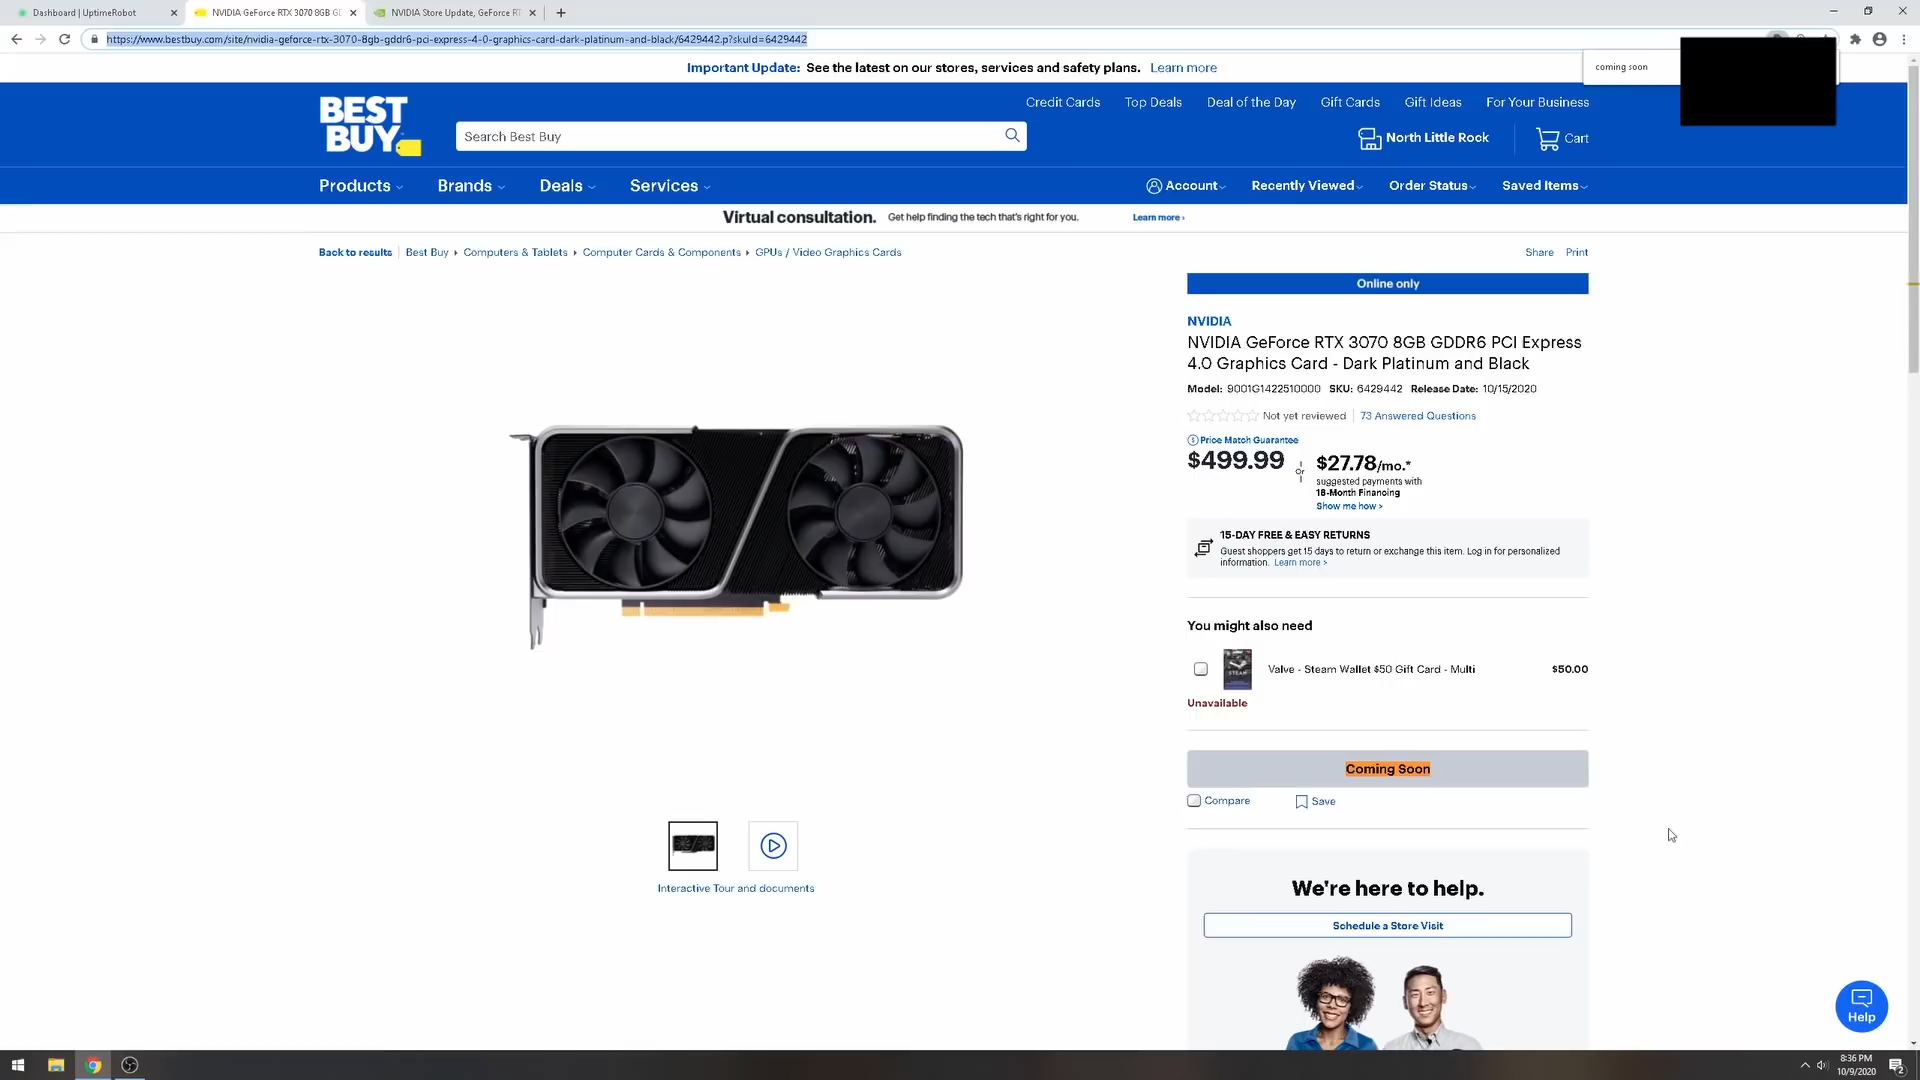 Dashboard | UptimeRobot
NVIDIA GeForce RTX 3070 8GB G
NVIDIA Store Update, GeForce RT
https://www.bestbuy.com/site/nvidia-geforce-rtx-3070-8gb-gddr6-pci-express-4-0-graphics-card-dark-platinum-and-black/6429442.p?skuId=6429442
coming soon
Important Update: See the latest on our stores, services and safety plans. Learn more
BEST
BUY
Search Best Buy
Credit Cards Top Deals Deal of the Day Gift Cards Gift Ideas For Your Business
North Little Rock Cart
Products Brands Deals Services Account Recently Viewed Order Status Saved Items
Virtual consultation. Get help finding the tech that's right for you. Learn more ›
Back to results Best Buy Computers & Tablets Computer Cards & Components GPUs / Video Graphics Cards Share Print
Online only
NVIDIA
NVIDIA GeForce RTX 3070 8GB GDDR6 PCI Express
4.0 Graphics Card - Dark Platinum and Black
Model: 9001G1422510000 SKU: 6429442 Release Date: 10/15/2020
Not yet reviewed 73 Answered Questions
Price Match Guarantee
$499.99 or $27.78/mo.*
suggested payments with
18-Month Financing
Show me how >
15-DAY FREE & EASY RETURNS
Guest shoppers get 15 days to return or exchange this item. Log in for personalized
information. Learn more >
You might also need
STEAM
Valve - Steam Wallet $50 Gift Card - Multi $50.00
Unavailable
Coming Soon
Compare Save
Interactive Tour and documents
We're here to help.
Schedule a Store Visit
Help
8:36 PM
10/9/2020
2